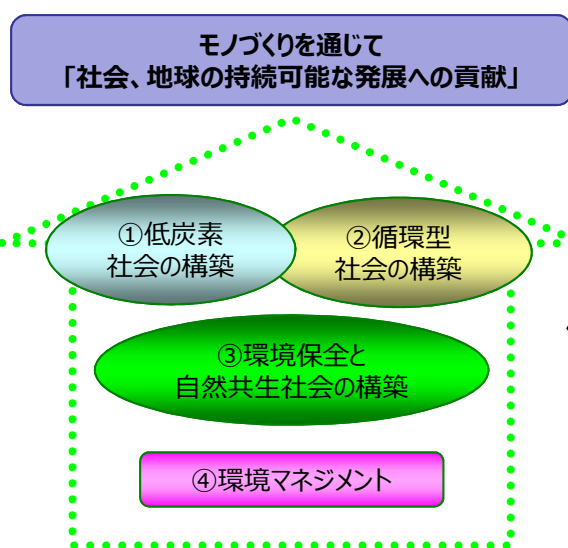 モノづくりを通じて
「社会、地球の持続可能な発展への貢献」
①低炭素
社会の構築
②循環型
社会の構築
③環境保全と
自然共生社会の構築
④環境マネジメント